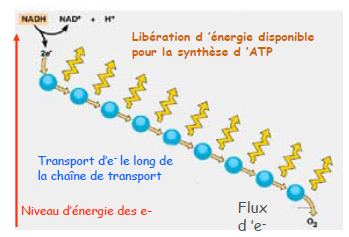 NADH NAD⁺ + H⁺
Libération d 'énergie disponible
pour la synthèse d 'ATP
2e⁻
Transport d'e⁻ le long de
la chaîne de transport
Niveau d'énergie des e-
Flux
d 'e-
O₂